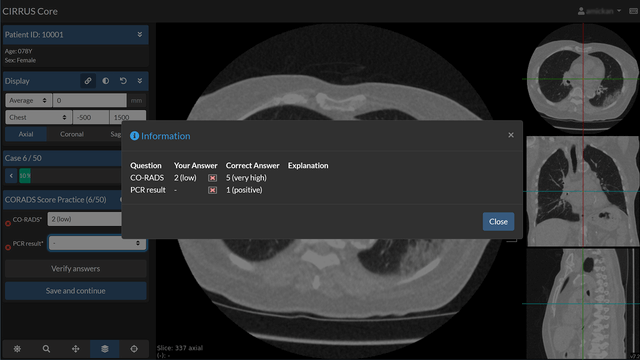 CIRRUS Core
Patient ID: 10001
Age: 078Y
Sex: Female
Display
Average 0 mm
Chest -500 1500
Axial Coronal Sag
Case 6 / 50
CORADS Score Practice (6/50)
CO-RADS* 2 (low)
PCR result* -
Verify answers
Save and continue
Information ×
Question Your Answer Correct Answer Explanation
CO-RADS 2 (low) 5 (very high)
PCR result - 1 (positive)
Close
Slice: 337 axial
(-): -